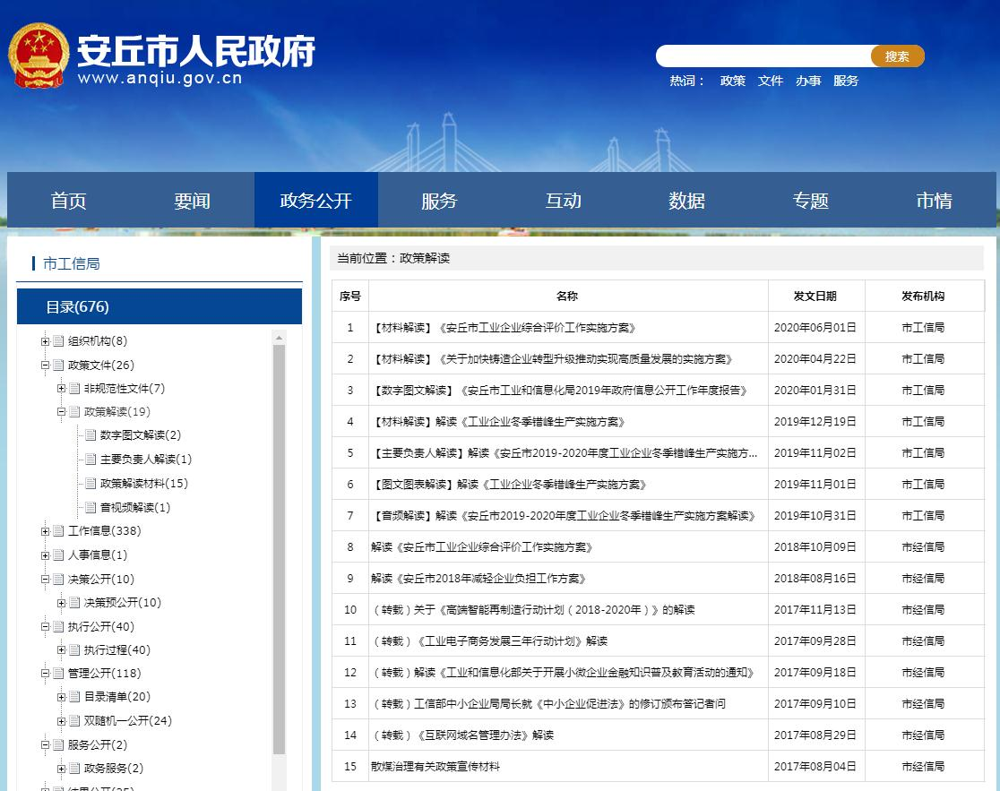 安丘市人民政府
www.anqiu.gov.cn
搜索
热词： 政策 文件 办事 服务
首页 要闻 政务公开 服务 互动 数据 专题 市情
市工信局
目录(676)
组织机构(8)
政策文件(26)
非规范性文件(7)
政策解读(19)
数字图文解读(2)
主要负责人解读(1)
政策解读材料(15)
音视频解读(1)
工作信息(338)
人事信息(1)
决策公开(10)
决策预公开(10)
执行公开(40)
执行过程(40)
管理公开(118)
目录清单(20)
双随机一公开(24)
服务公开(2)
政务服务(2)
当前位置：政策解读
序号 名称 发文日期 发布机构
1 【材料解读】《安丘市工业企业综合评价工作实施方案》 2020年06月01日 市工信局
2 【材料解读】《关于加快铸造企业转型升级推动实现高质量发展的实施方案》 2020年04月22日 市工信局
3 【数字图文解读】《安丘市工业和信息化局2019年政府信息公开工作年度报告》 2020年01月31日 市工信局
4 【材料解读】解读《工业企业冬季错峰生产实施方案》 2019年12月19日 市工信局
5 【主要负责人解读】解读《安丘市2019-2020年度工业企业冬季错峰生产实施方... 2019年11月02日 市工信局
6 【图文图表解读】解读《工业企业冬季错峰生产实施方案》 2019年11月01日 市工信局
7 【音频解读】解读《安丘市2019-2020年度工业企业冬季错峰生产实施方案解读》 2019年10月31日 市工信局
8 解读《安丘市工业企业综合评价工作实施方案》 2018年10月09日 市经信局
9 解读《安丘市2018年减轻企业负担工作方案》 2018年08月16日 市经信局
10 （转载）关于《高端智能再制造行动计划（2018-2020年）》的解读 2017年11月13日 市经信局
11 （转载）《工业电子商务发展三年行动计划》解读 2017年09月28日 市经信局
12 （转载）解读《工业和信息化部关于开展小微企业金融知识普及教育活动的通知》 2017年09月18日 市经信局
13 （转载）工信部中小企业局局长就《中小企业促进法》的修订颁布答记者问 2017年09月10日 市经信局
14 （转载）《互联网域名管理办法》解读 2017年08月29日 市经信局
15 散煤治理有关政策宣传材料 2017年08月04日 市经信局